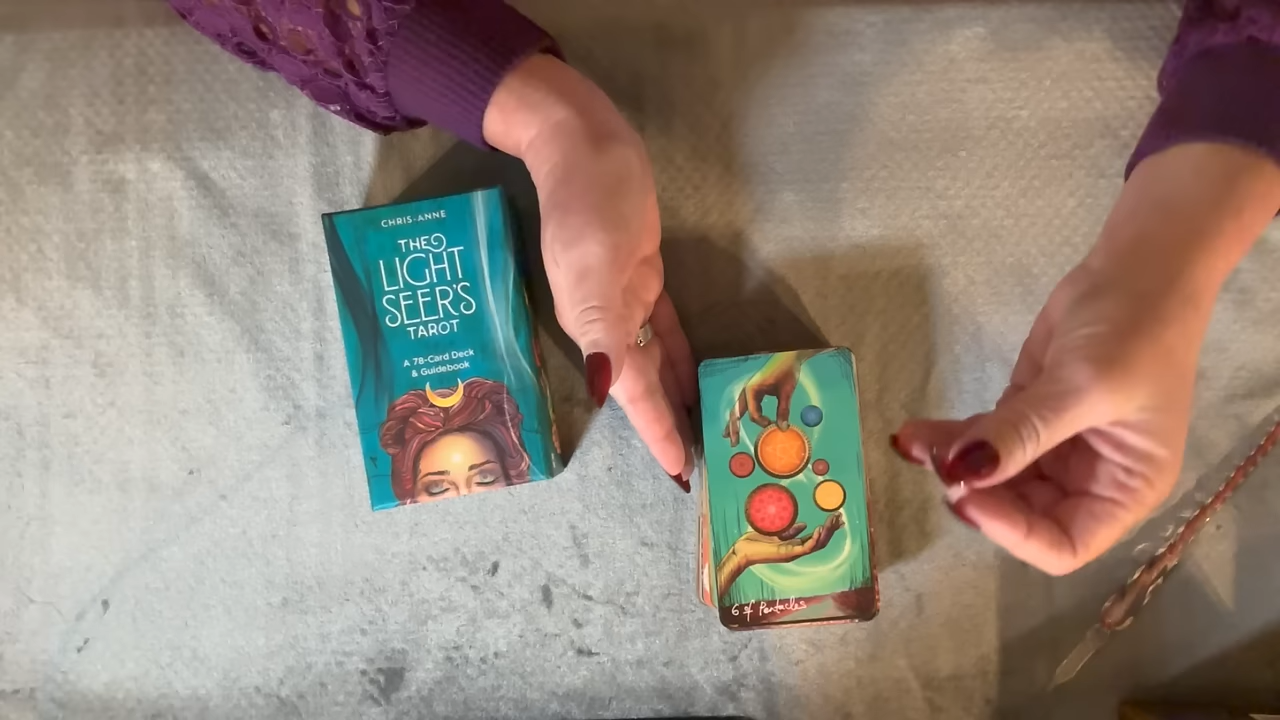 CHRIS-ANNE
THE
LIGHT
SEER'S
TAROT
A 78-Card Deck
& Guidebook
6 of Pentacles